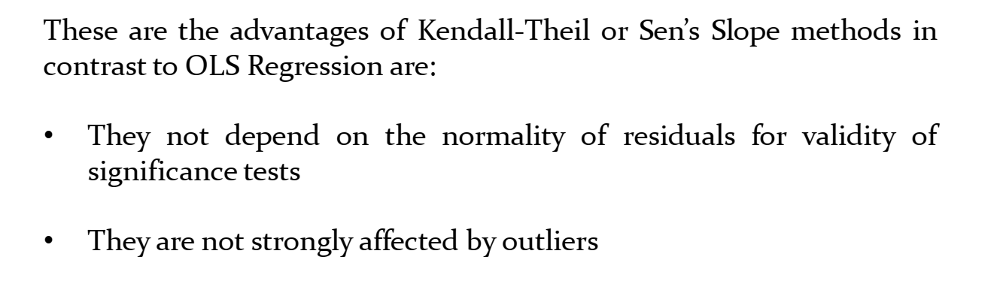 These are the advantages of Kendall-Theil or Sen’s Slope methods in
contrast to OLS Regression are:
• They not depend on the normality of residuals for validity of
significance tests
• They are not strongly affected by outliers